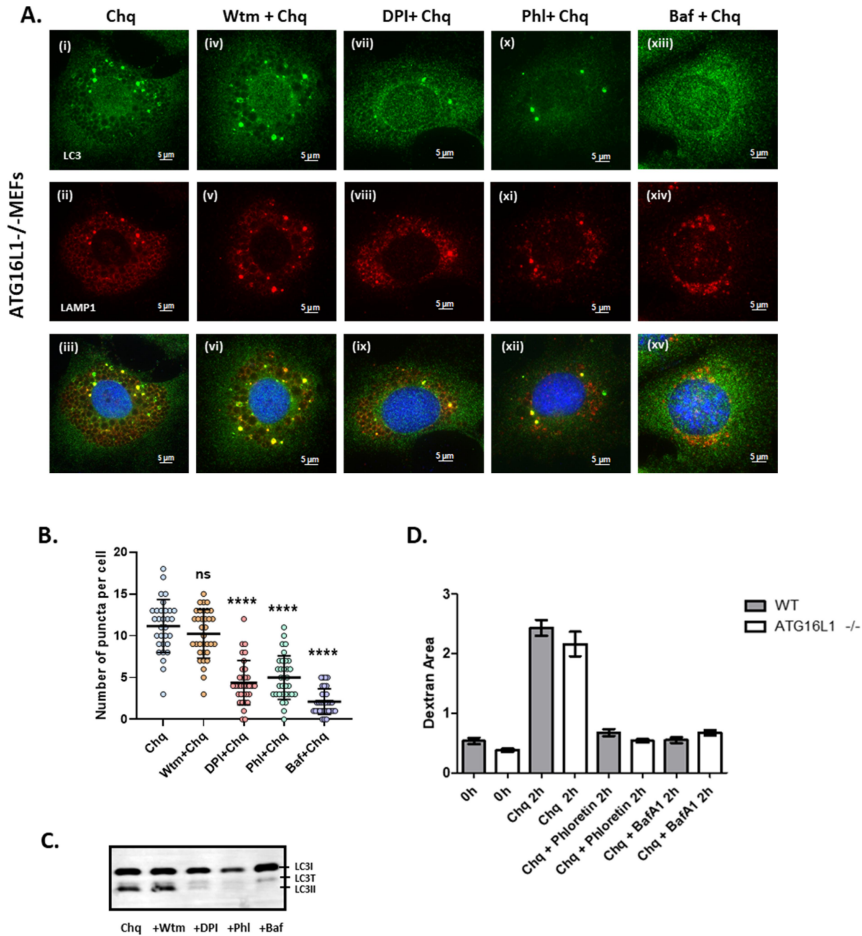 A.
Chq Wtm + Chq DPI+ Chq Phl+ Chq Baf + Chq
ATG16L1-/-MEFs
(i) (iv) (vii) (x) (xiii)
LC3 5 µm 5 µm 5 µm 5 µm 5 µm
(ii) (v) (viii) (xi) (xiv)
LAMP1 5 µm 5 µm 5 µm 5 µm 5 µm
(iii) (vi) (ix) (xii) (xv)
5 µm 5 µm 5 µm 5 µm 5 µm
B.
Number of puncta per cell
20
15
10
5
0
ns **** **** ****
Chq Wtm+Chq DPI+Chq Phl+Chq Baf+Chq
C.
LC3I
LC3T
LC3II
Chq +Wtm +DPI +Phl +Baf
D.
Dextran Area
3
2
1
0
WT
ATG16L1 -/-
0h 0h Chq 2h Chq 2h Chq + Phloretin 2h Chq + Phloretin 2h Chq + BafA1 2h Chq + BafA1 2h